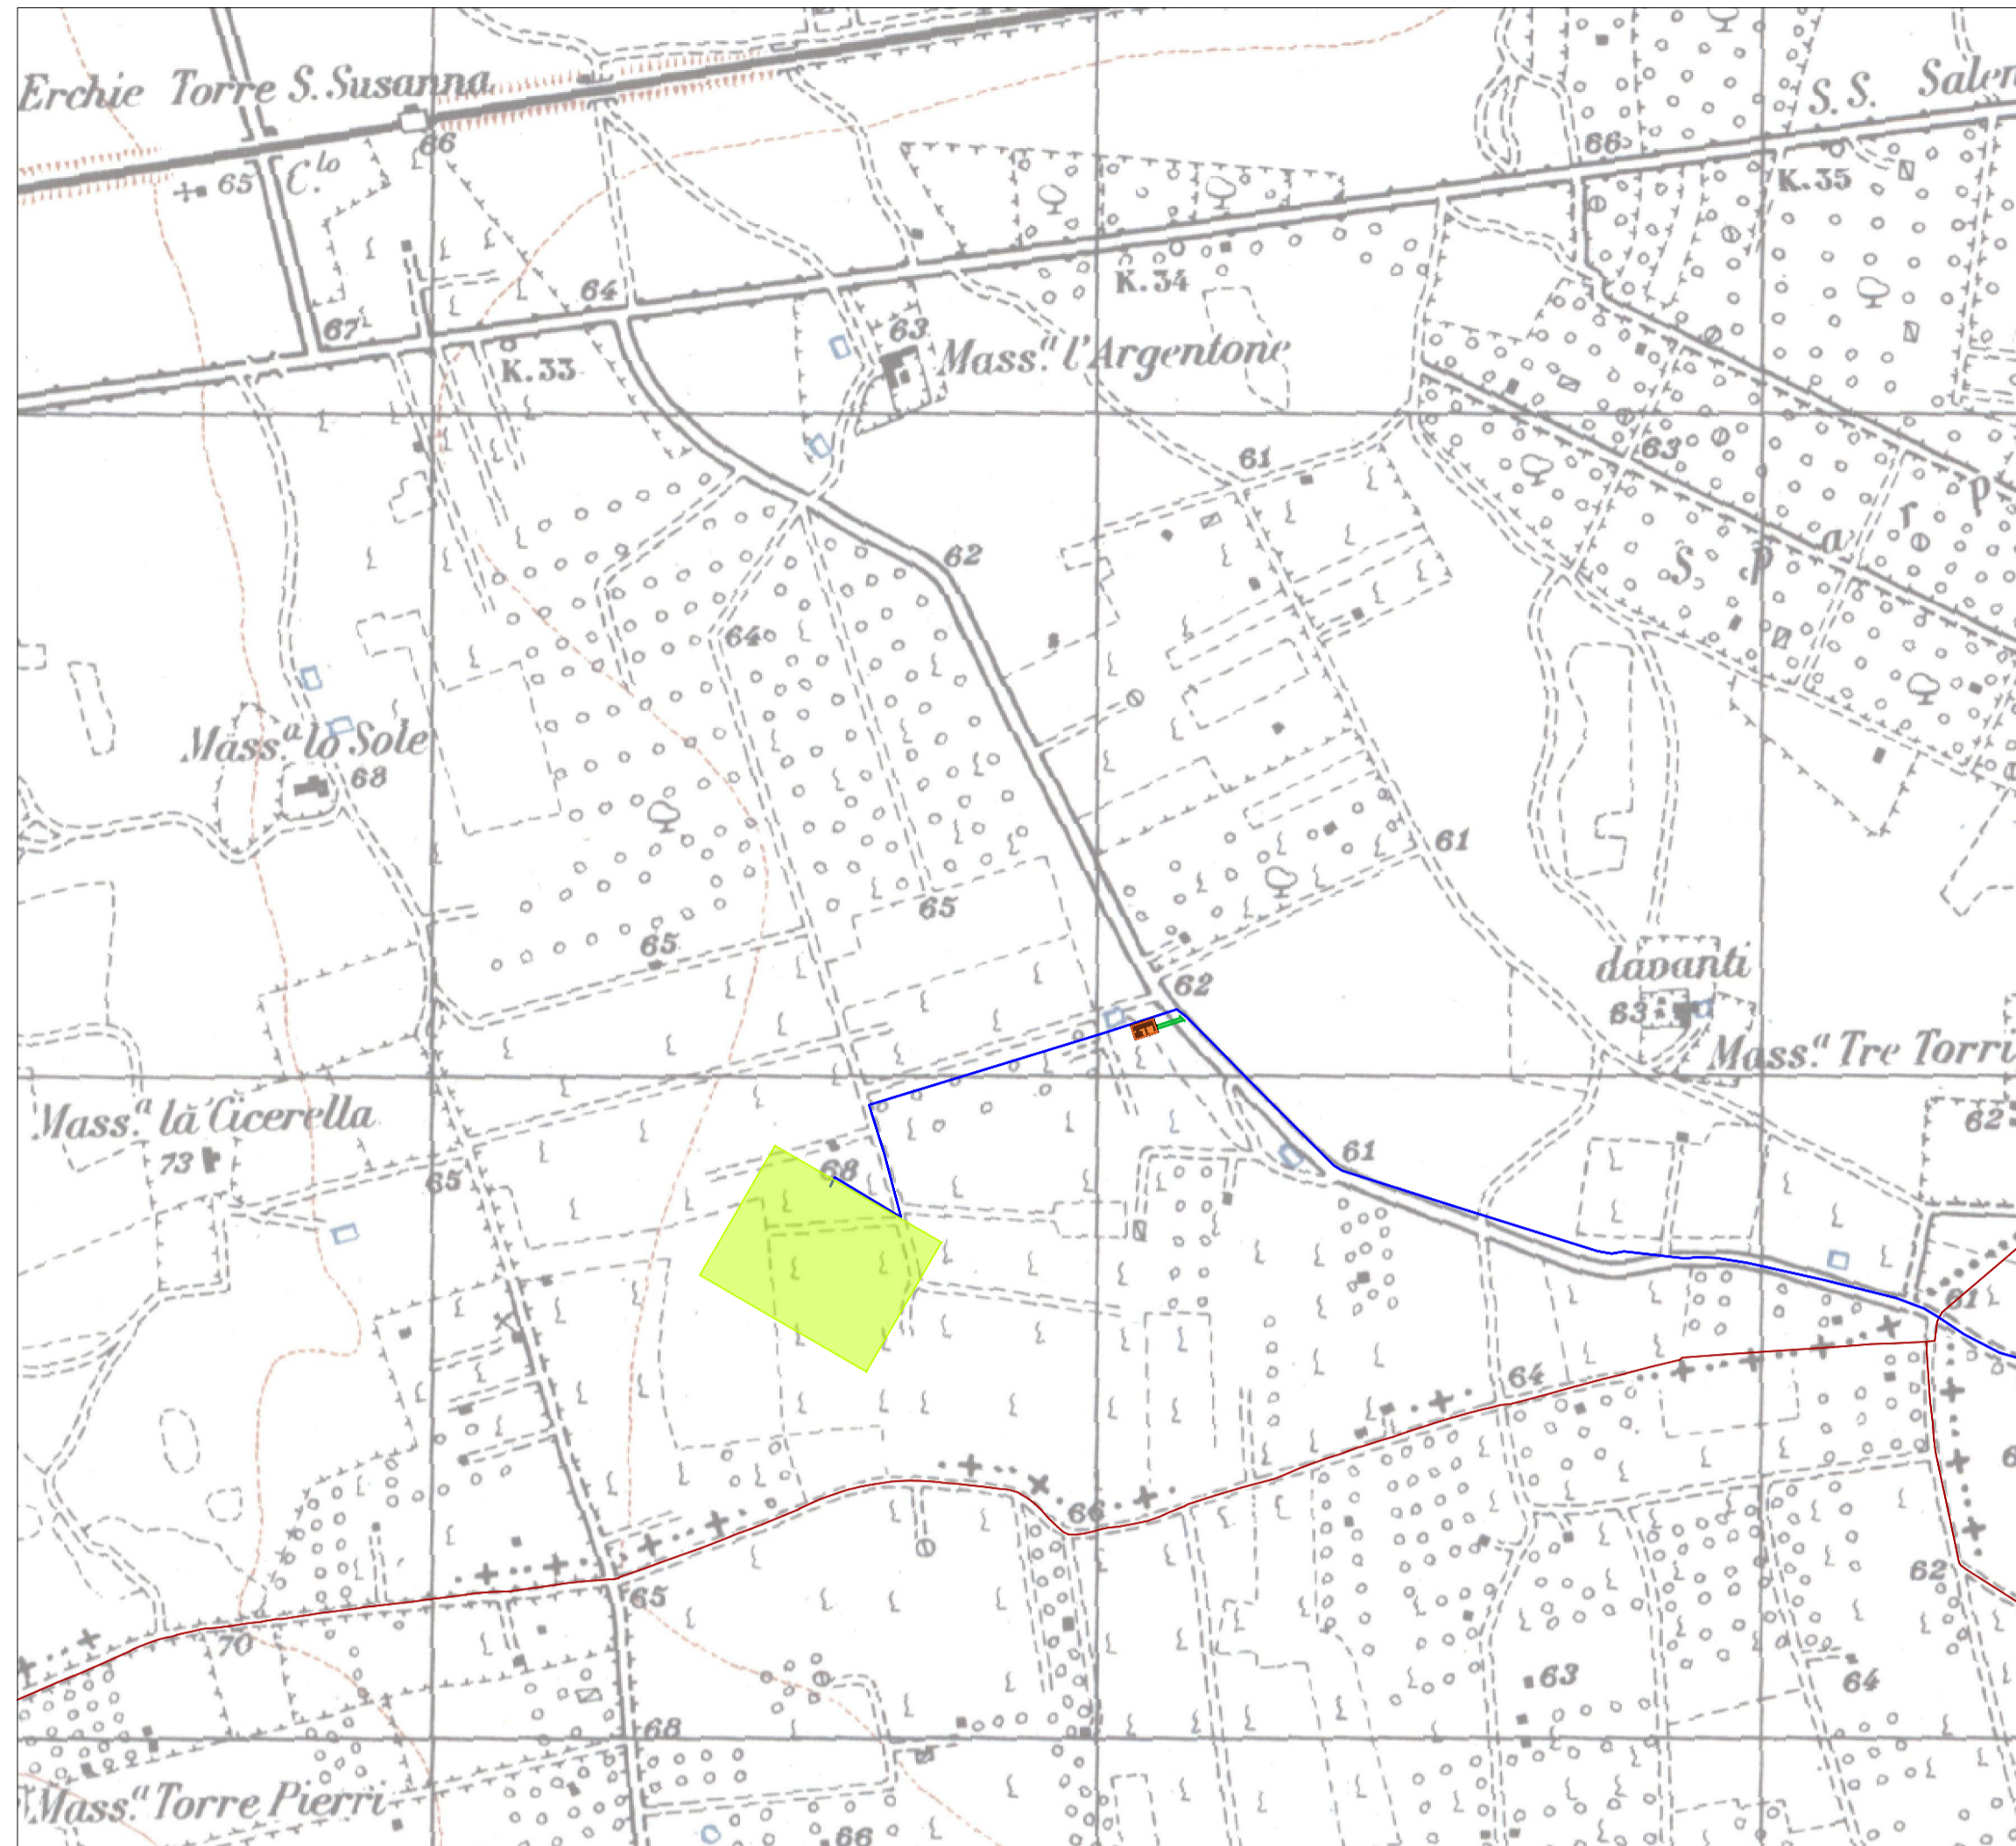 Erchie Torre S. Susanna
S. S. Salen
66
66
65 C.lo
K. 35
64
K. 34
67
63
K. 33
Mass.a l'Argentone
61
63
62
S p a r p
64
Mass.a lo Sole
68
61
65
65
davanti
62
63
Mass.a Tre Torri
Mass.a la Cicerella
62
73
61
68
65
61
64
66
62
65
70
63
64
68
Mass.a Torre Pierri
66